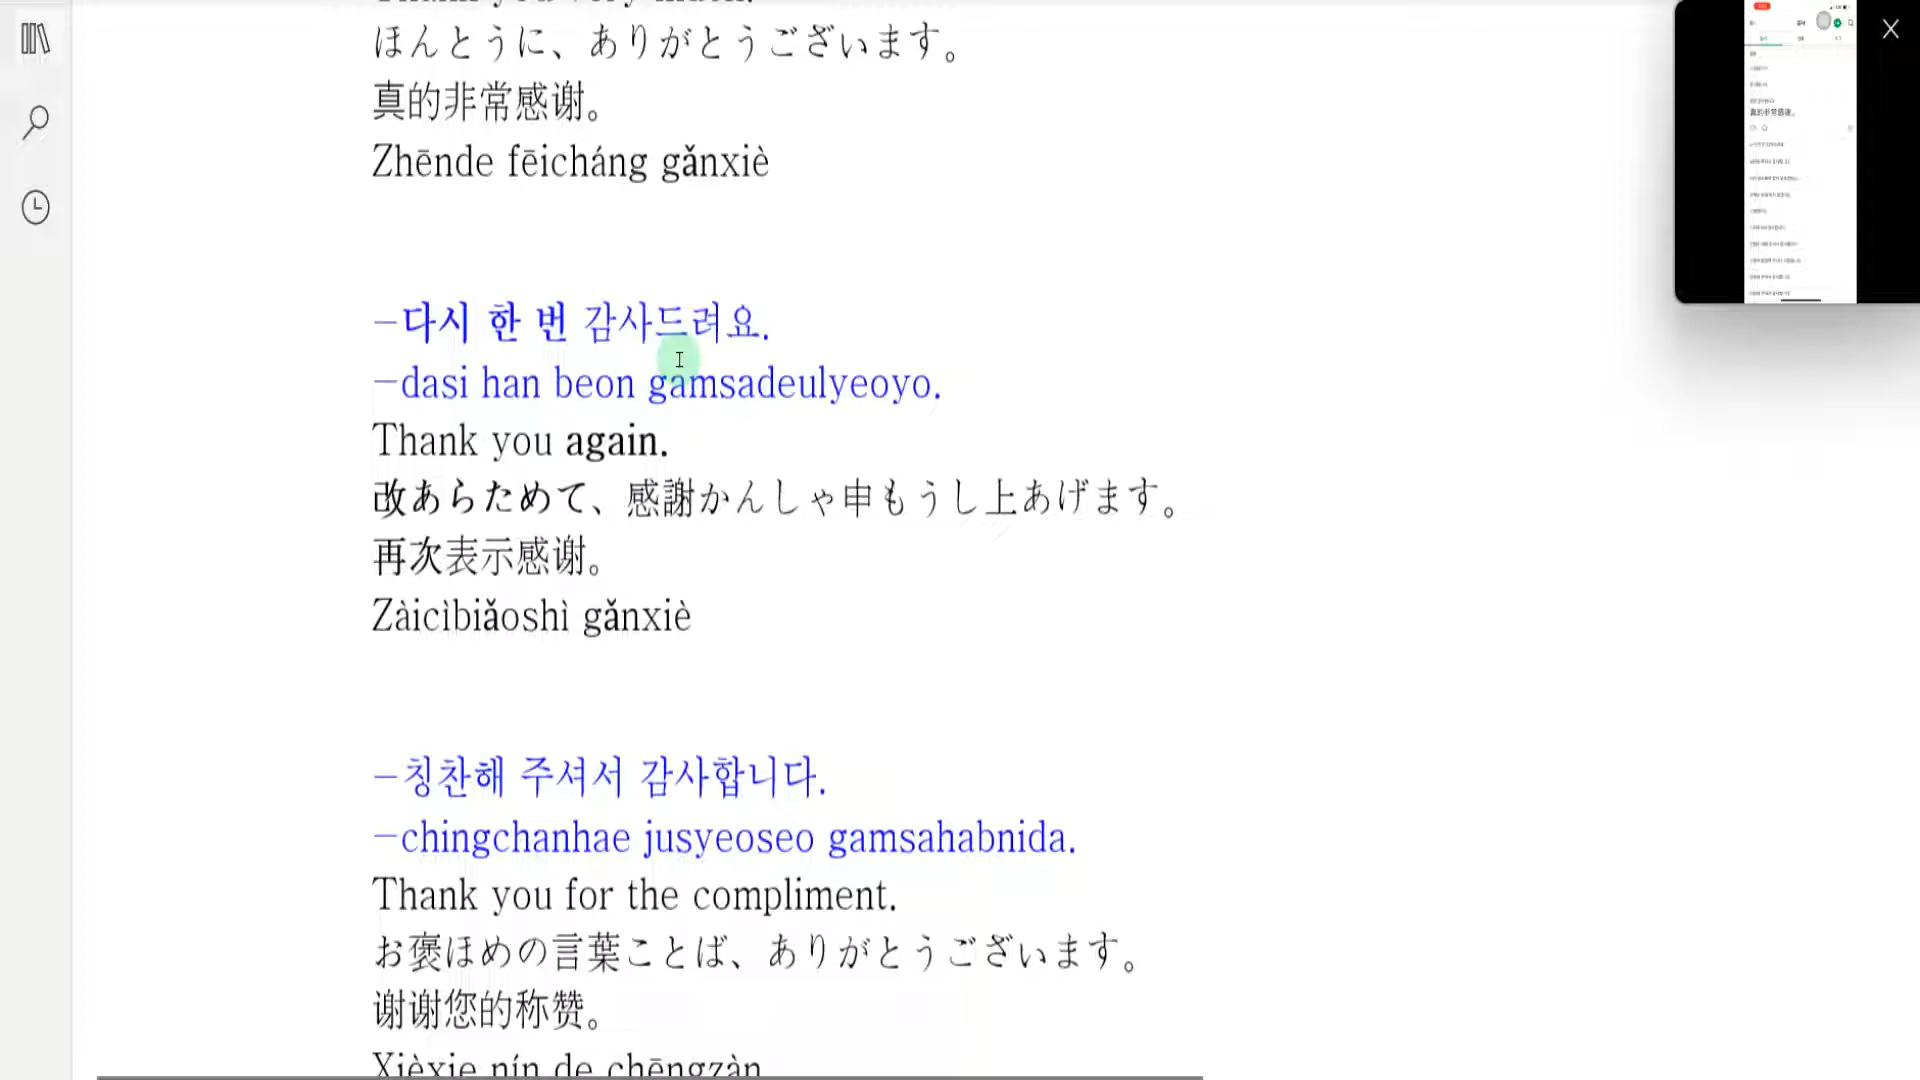 ほんとうに、ありがとうございます。
真的非常感谢。
Zhēnde fēicháng gǎnxiè
–다시 한 번 감사드려요.
–dasi han beon gamsadeulyeoyo.
Thank you again.
改あらためて、感謝かんしゃ申もうし上あげます。
再次表示感谢。
Zàicìbiǎoshì gǎnxiè
–칭찬해 주셔서 감사합니다.
–chingchanhae jusyeoseo gamsahabnida.
Thank you for the compliment.
お褒ほめの言葉ことば、ありがとうございます。
谢谢您的称赞。
Xièxie nín de chēngzàn
真的非常感谢。